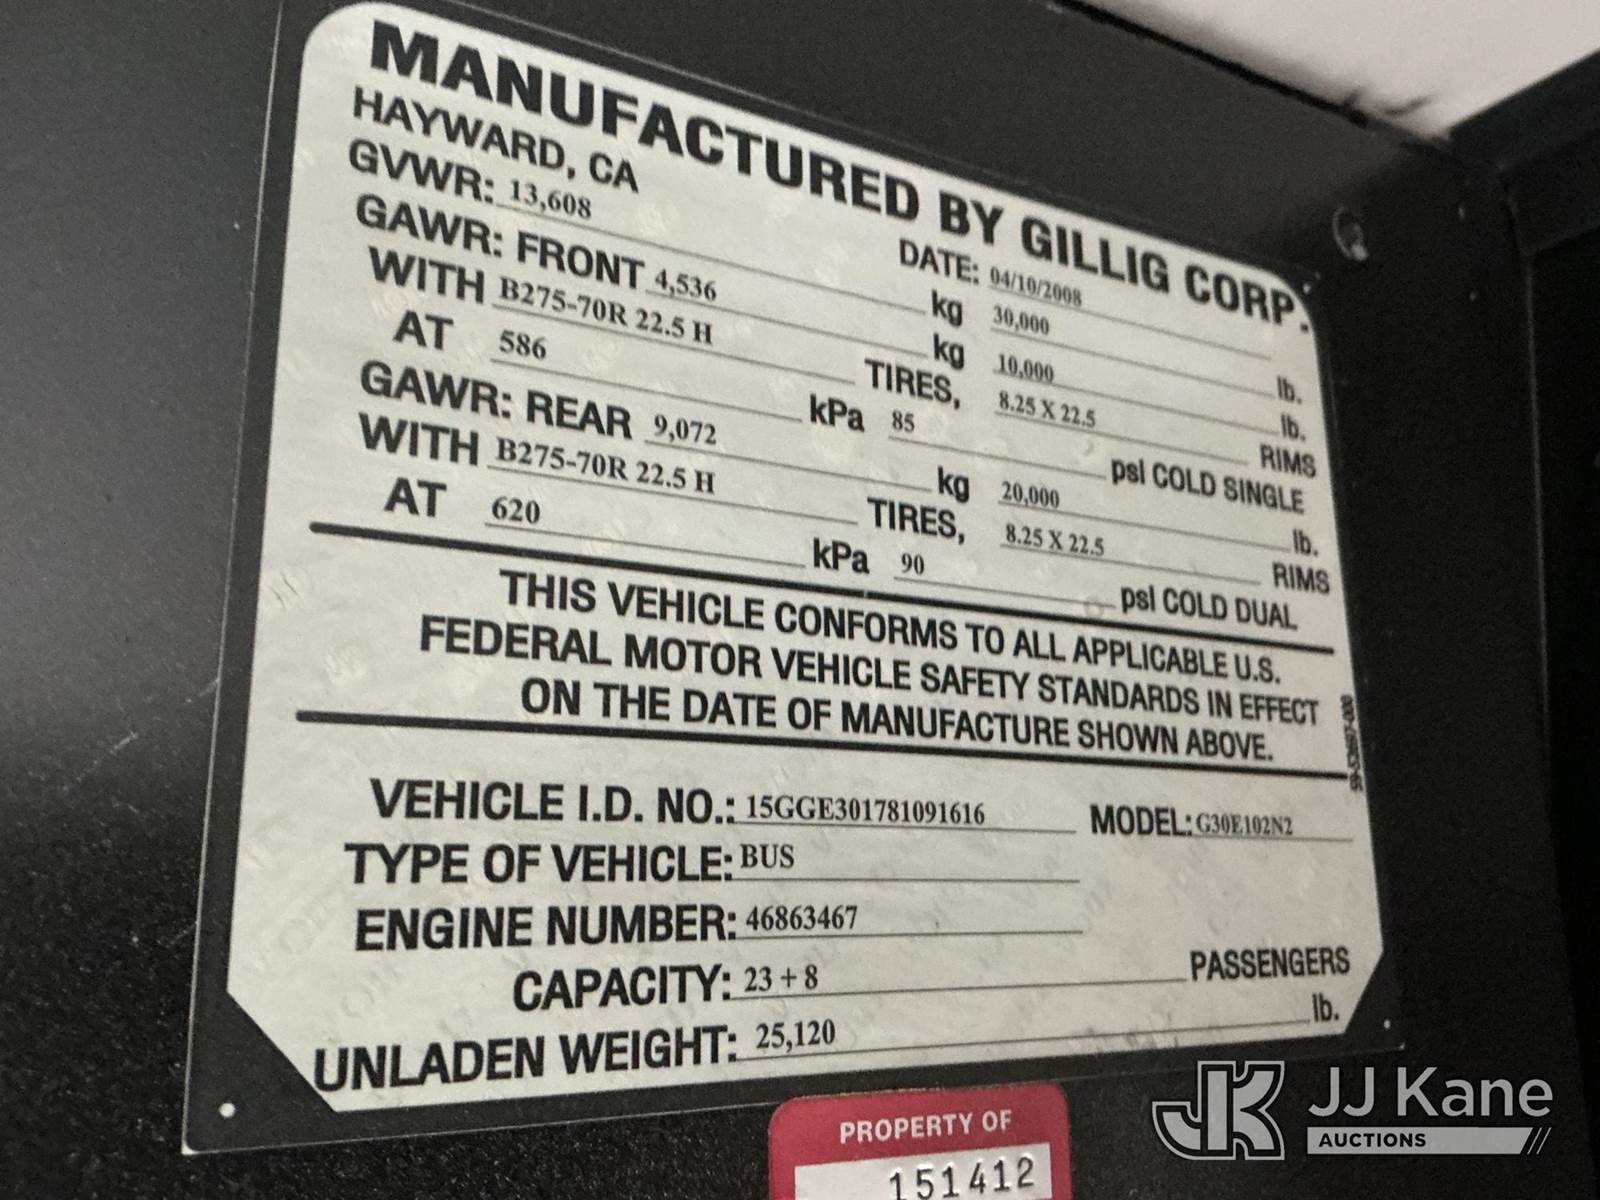 MANUFACTURED BY GILLIG CORP.
HAYWARD, CA
DATE: 04/10/2008
GVWR: 13,608 kg 30,000 lb.
GAWR: FRONT 4,536 kg 10,000 lb.
WITH B275-70R 22.5 H TIRES, 8.25 X 22.5 RIMS
AT 586 kPa 85 psi COLD SINGLE
GAWR: REAR 9,072 kg 20,000 lb.
WITH B275-70R 22.5 H TIRES, 8.25 X 22.5 RIMS
AT 620 kPa 90 psi COLD DUAL
THIS VEHICLE CONFORMS TO ALL APPLICABLE U.S.
FEDERAL MOTOR VEHICLE SAFETY STANDARDS IN EFFECT
ON THE DATE OF MANUFACTURE SHOWN ABOVE.
VEHICLE I.D. NO.: 15GGE301781091616 MODEL: G30E102N2
TYPE OF VEHICLE: BUS
ENGINE NUMBER: 46863467
CAPACITY: 23 + 8 PASSENGERS
UNLADEN WEIGHT: 25,120 lb.
PROPERTY OF
151412
JK JJ Kane
AUCTIONS